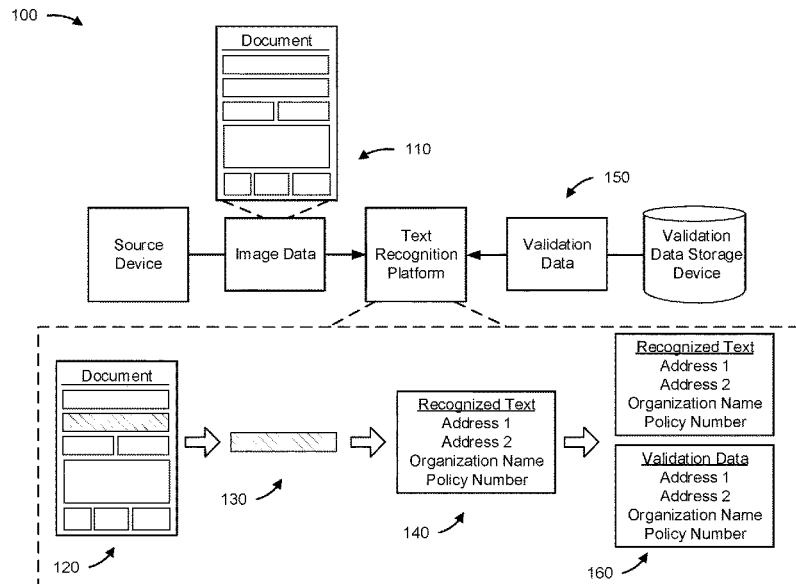 100
Document
110
150
Source
Device
Image Data
Text
Recognition
Platform
Validation
Data
Validation
Data Storage
Device
Document
120
130
Recognized Text
Address 1
Address 2
Organization Name
Policy Number
140
Recognized Text
Address 1
Address 2
Organization Name
Policy Number
Validation Data
Address 1
Address 2
Organization Name
Policy Number
160